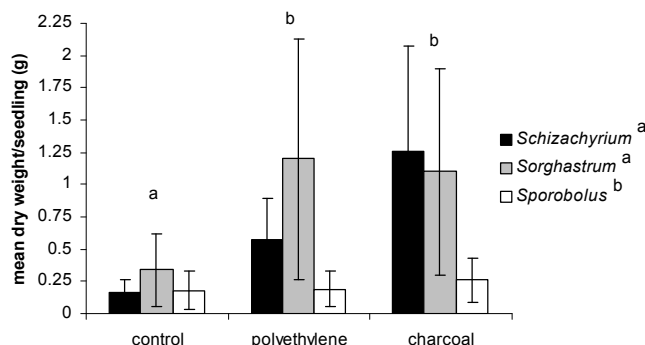 mean dry weight/seedling (g)
2.25
2
1.75
1.5
1.25
1
0.75
0.5
0.25
0
a
b
b
control
polyethylene
charcoal
Schizachyrium a
Sorghastrum a
Sporobolus b